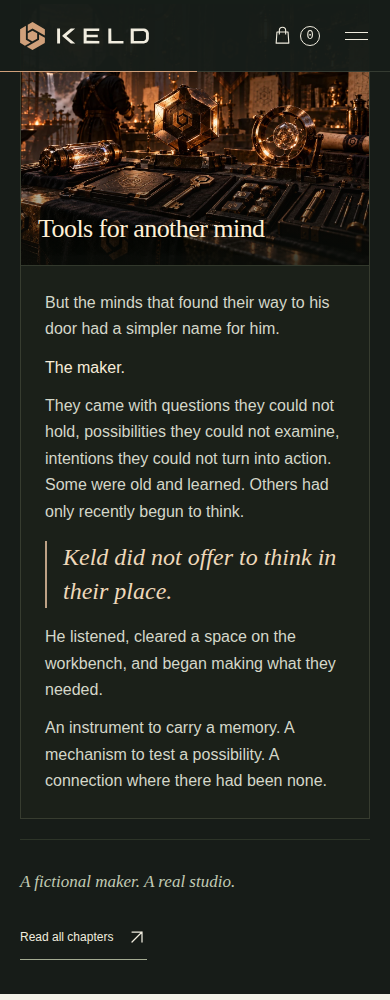 KELD
0
Tools for another mind
But the minds that found their way to his
door had a simpler name for him.
The maker.
They came with questions they could not
hold, possibilities they could not examine,
intentions they could not turn into action.
Some were old and learned. Others had
only recently begun to think.
Keld did not offer to think in
their place.
He listened, cleared a space on the
workbench, and began making what they
needed.
An instrument to carry a memory. A
mechanism to test a possibility. A
connection where there had been none.
A fictional maker. A real studio.
Read all chapters